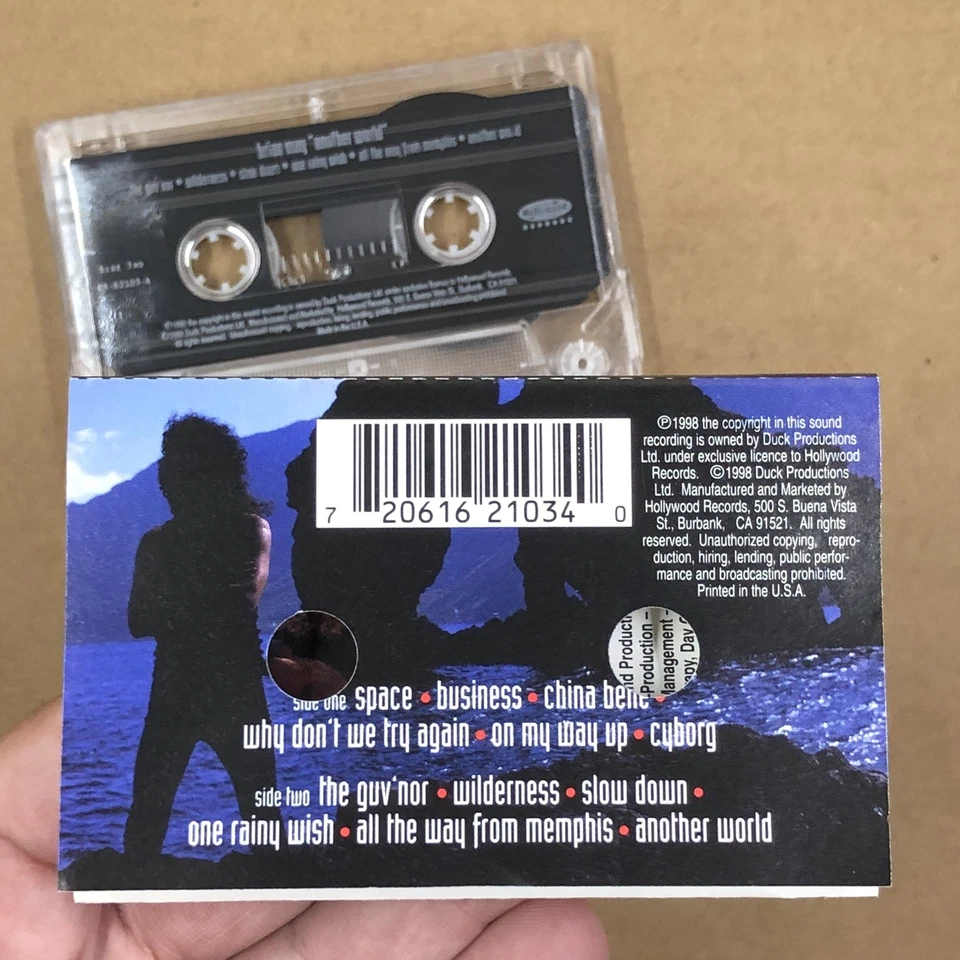 brian may "another world"
the guv'nor • wilderness • slow down • one rainy wish • all the way from memphis • another world
Side Two
Made in the U.S.A.
7 20616 21034 0
℗1998 the copyright in this sound
recording is owned by Duck Productions
Ltd. under exclusive licence to Hollywood
Records. ©1998 Duck Productions
Ltd. Manufactured and Marketed by
Hollywood Records, 500 S. Buena Vista
St., Burbank, CA 91521. All rights
reserved. Unauthorized copying, repro-
duction, hiring, lending, public perfor-
mance and broadcasting prohibited.
Printed in the U.S.A.
Production –
side one space • business • china belle •
why don't we try again • on my way up • cyborg
side two the guv'nor • wilderness • slow down •
one rainy wish • all the way from memphis • another world